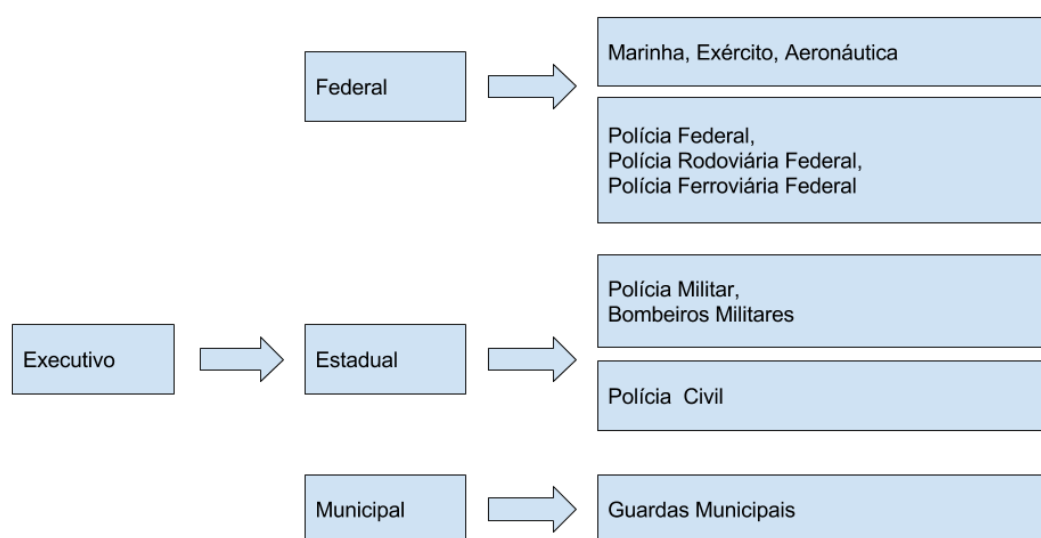 Federal
Marinha, Exército, Aeronáutica
Polícia Federal,
Polícia Rodoviária Federal,
Polícia Ferroviária Federal
Executivo
Estadual
Polícia Militar,
Bombeiros Militares
Polícia  Civil
Municipal
Guardas Municipais